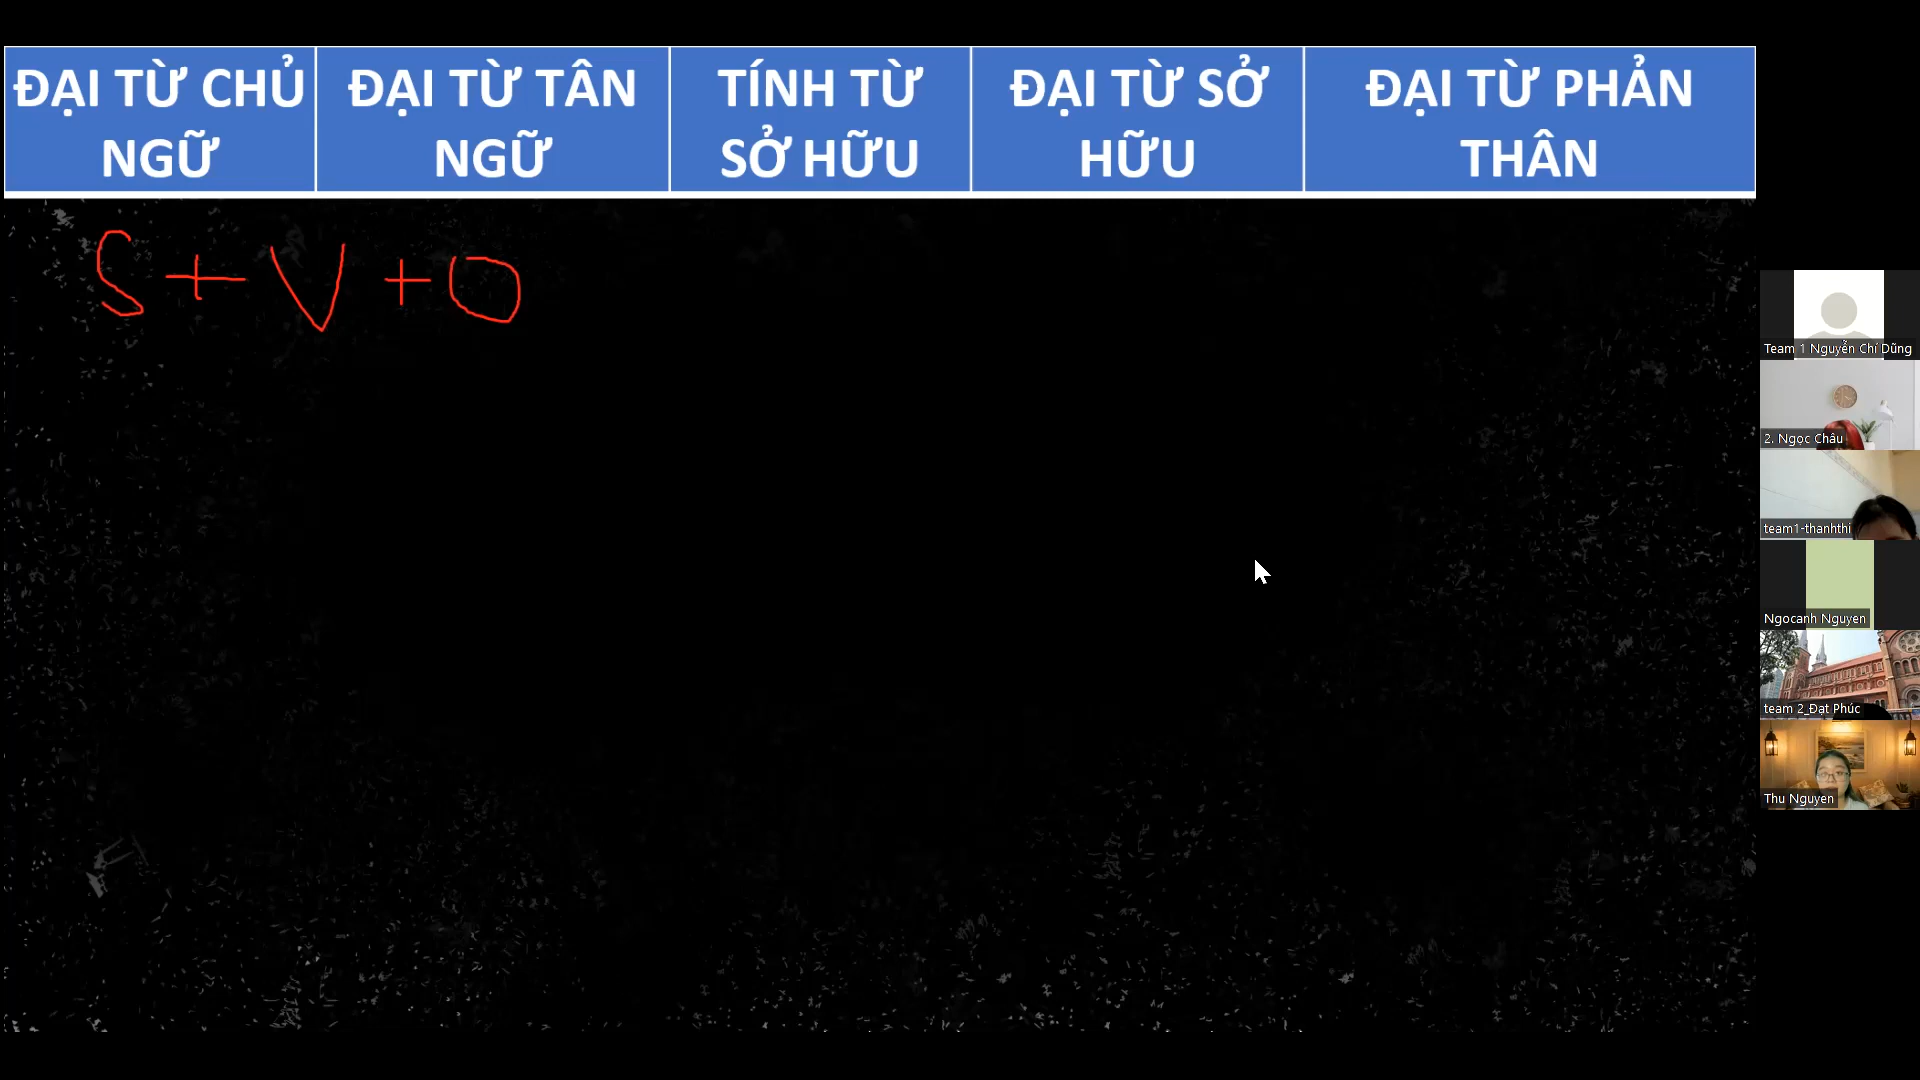 ĐẠI TỪ CHỦ
NGỮ
ĐẠI TỪ TÂN
NGỮ
TÍNH TỪ
SỞ HỮU
ĐẠI TỪ SỞ
HỮU
ĐẠI TỪ PHẢN
THÂN
S + V + O
Team 1 Nguyễn Chí Dũng
2. Ngọc Châu
team1-thanhthi
Ngocanh Nguyen
team 2_Đạt Phúc
Thu Nguyen